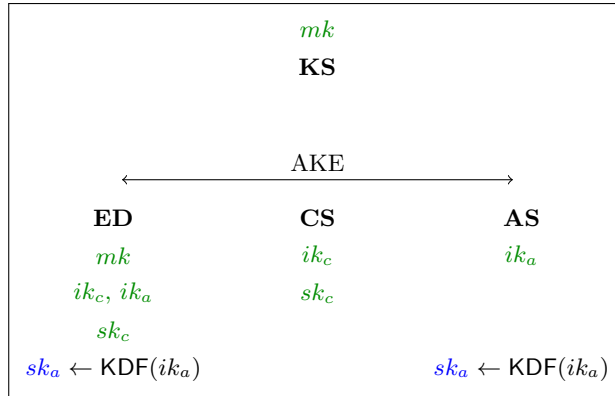 mk
KS
AKE
ED CS AS
mk ik_c ik_a
ik_c, ik_a sk_c
sk_c
sk_a ← KDF(ik_a) sk_a ← KDF(ik_a)